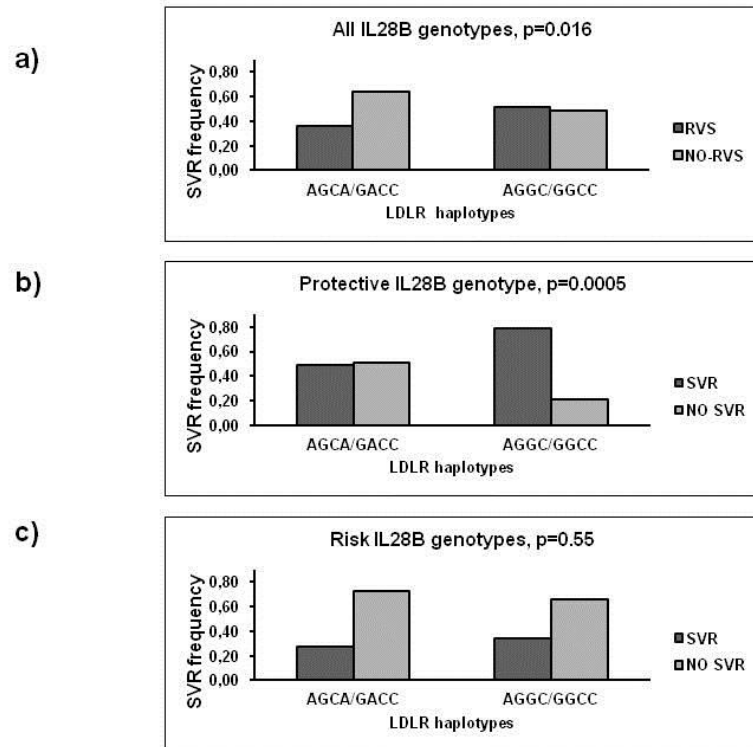 a)
All IL28B genotypes, p=0.016
SVR frequency
0,80
0,60
0,40
0,20
0,00
AGCA/GACC AGGC/GGCC
LDLR haplotypes
RVS
NO-RVS
b)
Protective IL28B genotype, p=0.0005
SVR frequency
0,80
0,60
0,40
0,20
0,00
AGCA/GACC AGGC/GGCC
LDLR haplotypes
SVR
NO SVR
c)
Risk IL28B genotypes, p=0.55
SVR frequency
0,80
0,60
0,40
0,20
0,00
AGCA/GACC AGGC/GGCC
LDLR haplotypes
SVR
NO SVR